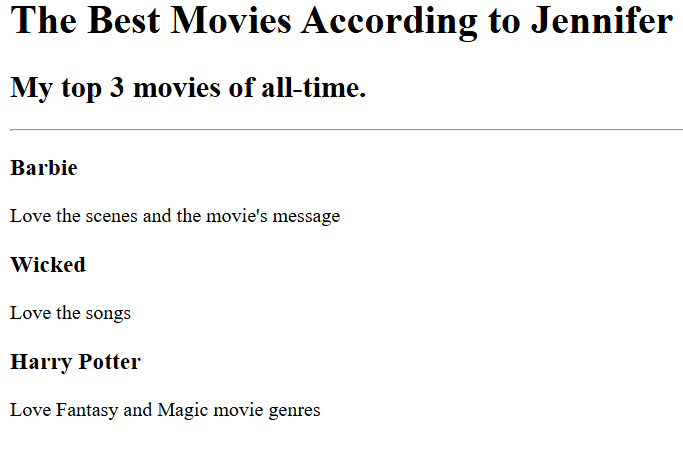 The Best Movies According to Jennifer
My top 3 movies of all-time.
Barbie
Love the scenes and the movie's message
Wicked
Love the songs
Harry Potter
Love Fantasy and Magic movie genres